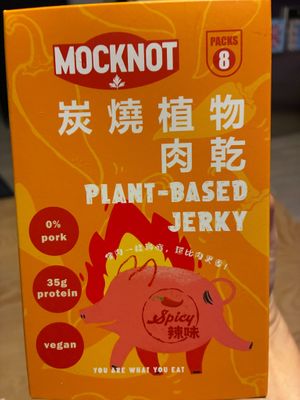 MOCKNOT
PACKS
8
炭燒植物
肉乾
PLANT-BASED
JERKY
0%
pork
35g
protein
vegan
Spicy
辣味
YOU ARE WHAT YOU EAT